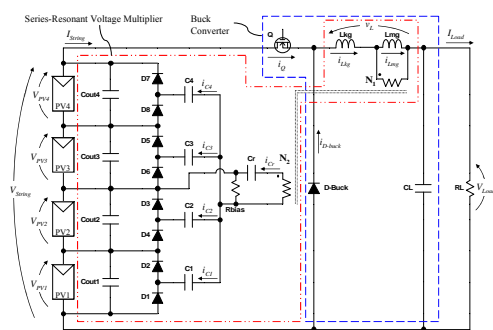 Series-Resonant Voltage Multiplier
Buck
Converter
I_String
Q
i_Q
v_L
Lkg
Lmg
i_Lkg
i_Lmg
N1
I_Load
V_String
V_PV4
PV4
V_PV3
PV3
V_PV2
PV2
V_PV1
PV1
Cout4
Cout3
Cout2
Cout1
D7
D8
D5
D6
D3
D4
D2
D1
C4
i_C4
C3
i_C3
C2
i_C2
C1
i_C1
Cr
i_Cr
N2
Rbias
i_D-buck
D-Buck
CL
RL
V_Load